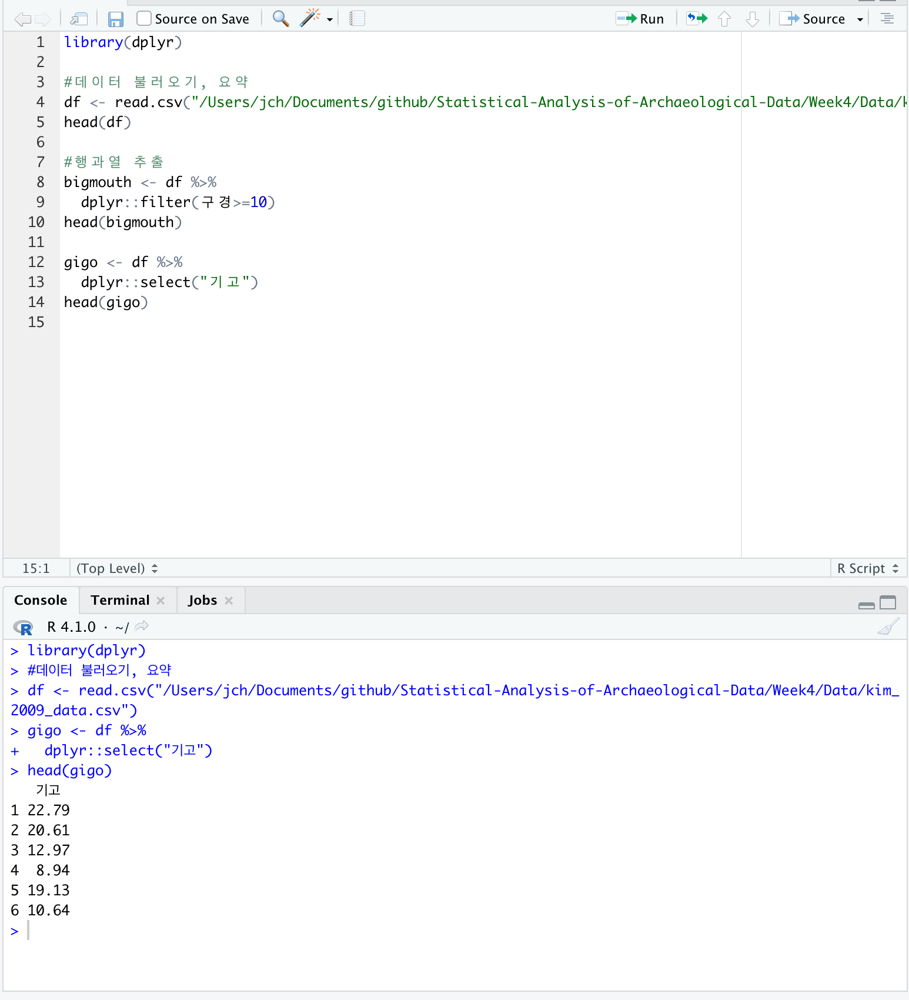 Source on Save
Run
Source
1 library(dplyr)
2
3 #데이터 불러오기, 요약
4 df <- read.csv("/Users/jch/Documents/github/Statistical-Analysis-of-Archaeological-Data/Week4/Data/k
5 head(df)
6
7 #행과열 추출
8 bigmouth <- df %>%
9   dplyr::filter(구경>=10)
10 head(bigmouth)
11
12 gigo <- df %>%
13   dplyr::select("기고")
14 head(gigo)
15
15:1 (Top Level) R Script
Console Terminal Jobs
R 4.1.0 · ~/
> library(dplyr)
> #데이터 불러오기, 요약
> df <- read.csv("/Users/jch/Documents/github/Statistical-Analysis-of-Archaeological-Data/Week4/Data/kim_
2009_data.csv")
> gigo <- df %>%
+   dplyr::select("기고")
> head(gigo)
   기고
1 22.79
2 20.61
3 12.97
4  8.94
5 19.13
6 10.64
>